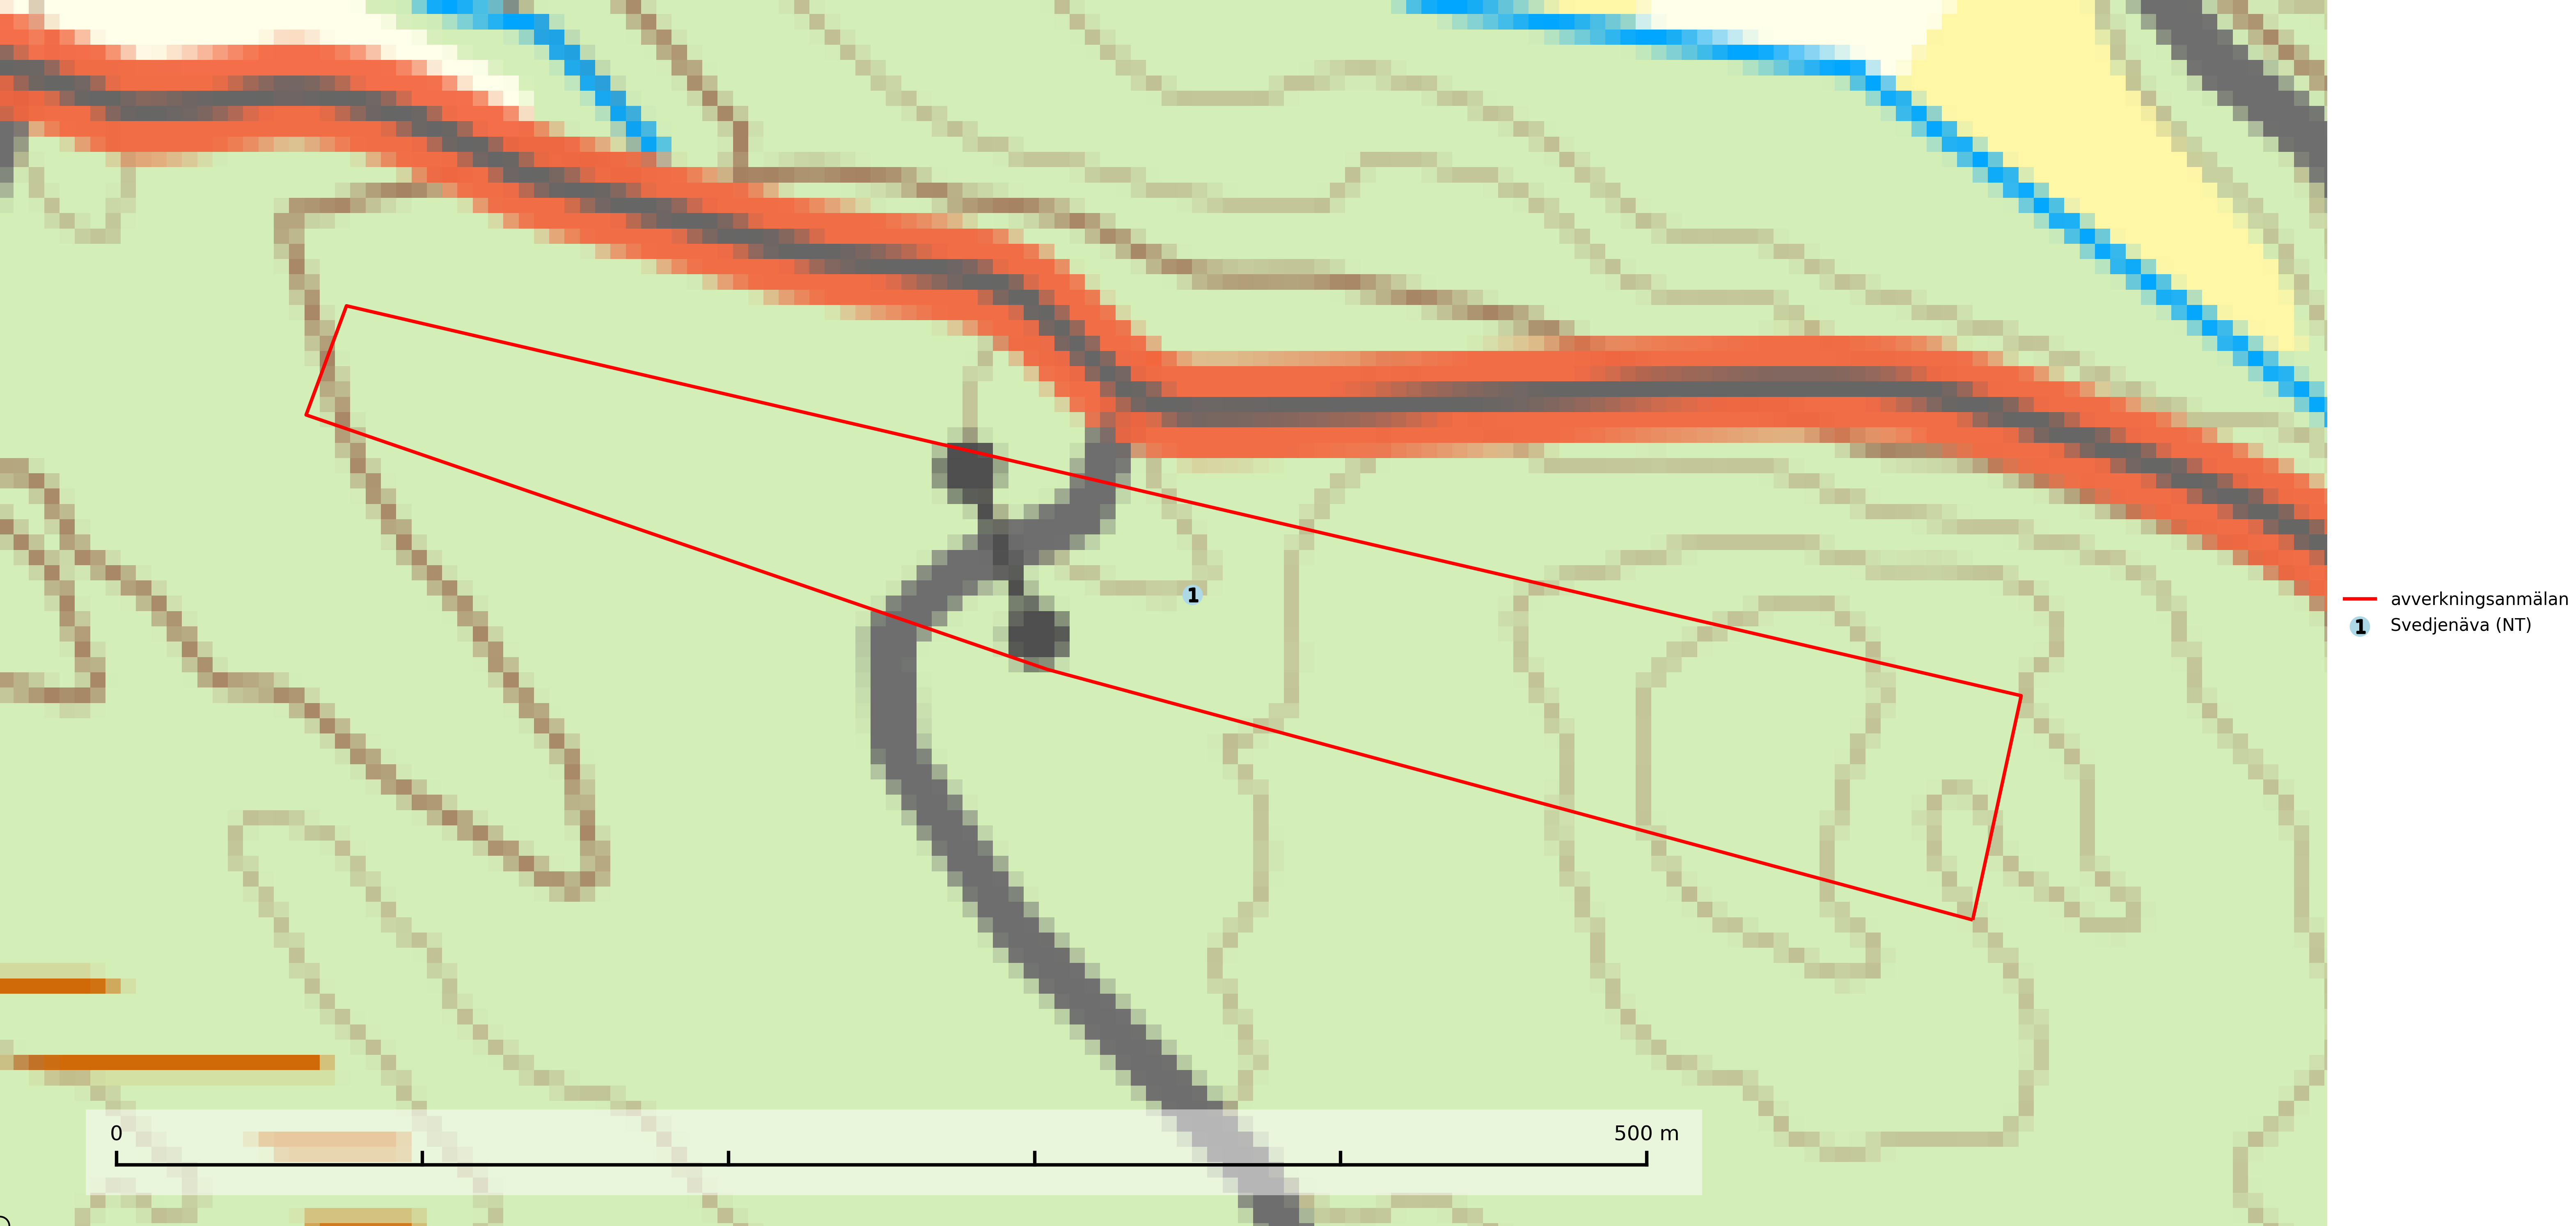 1
avverkningsanmälan
1 Svedjenäva (NT)
0 500 m